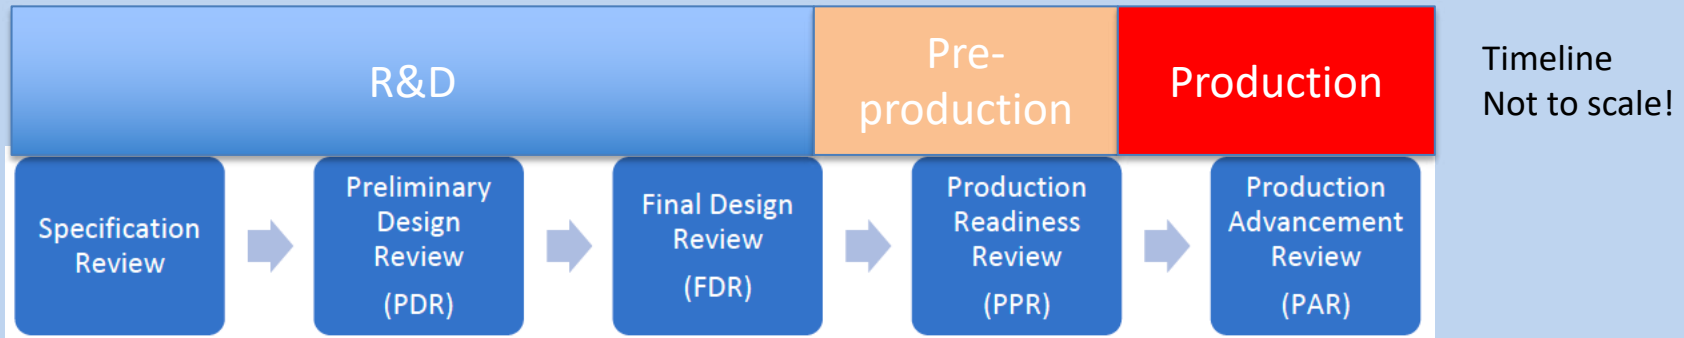 R&D
Pre-
production
Production
Timeline
Not to scale!
Specification
Review
Preliminary
Design
Review
(PDR)
Final Design
Review
(FDR)
Production
Readiness
Review
(PPR)
Production
Advancement
Review
(PAR)